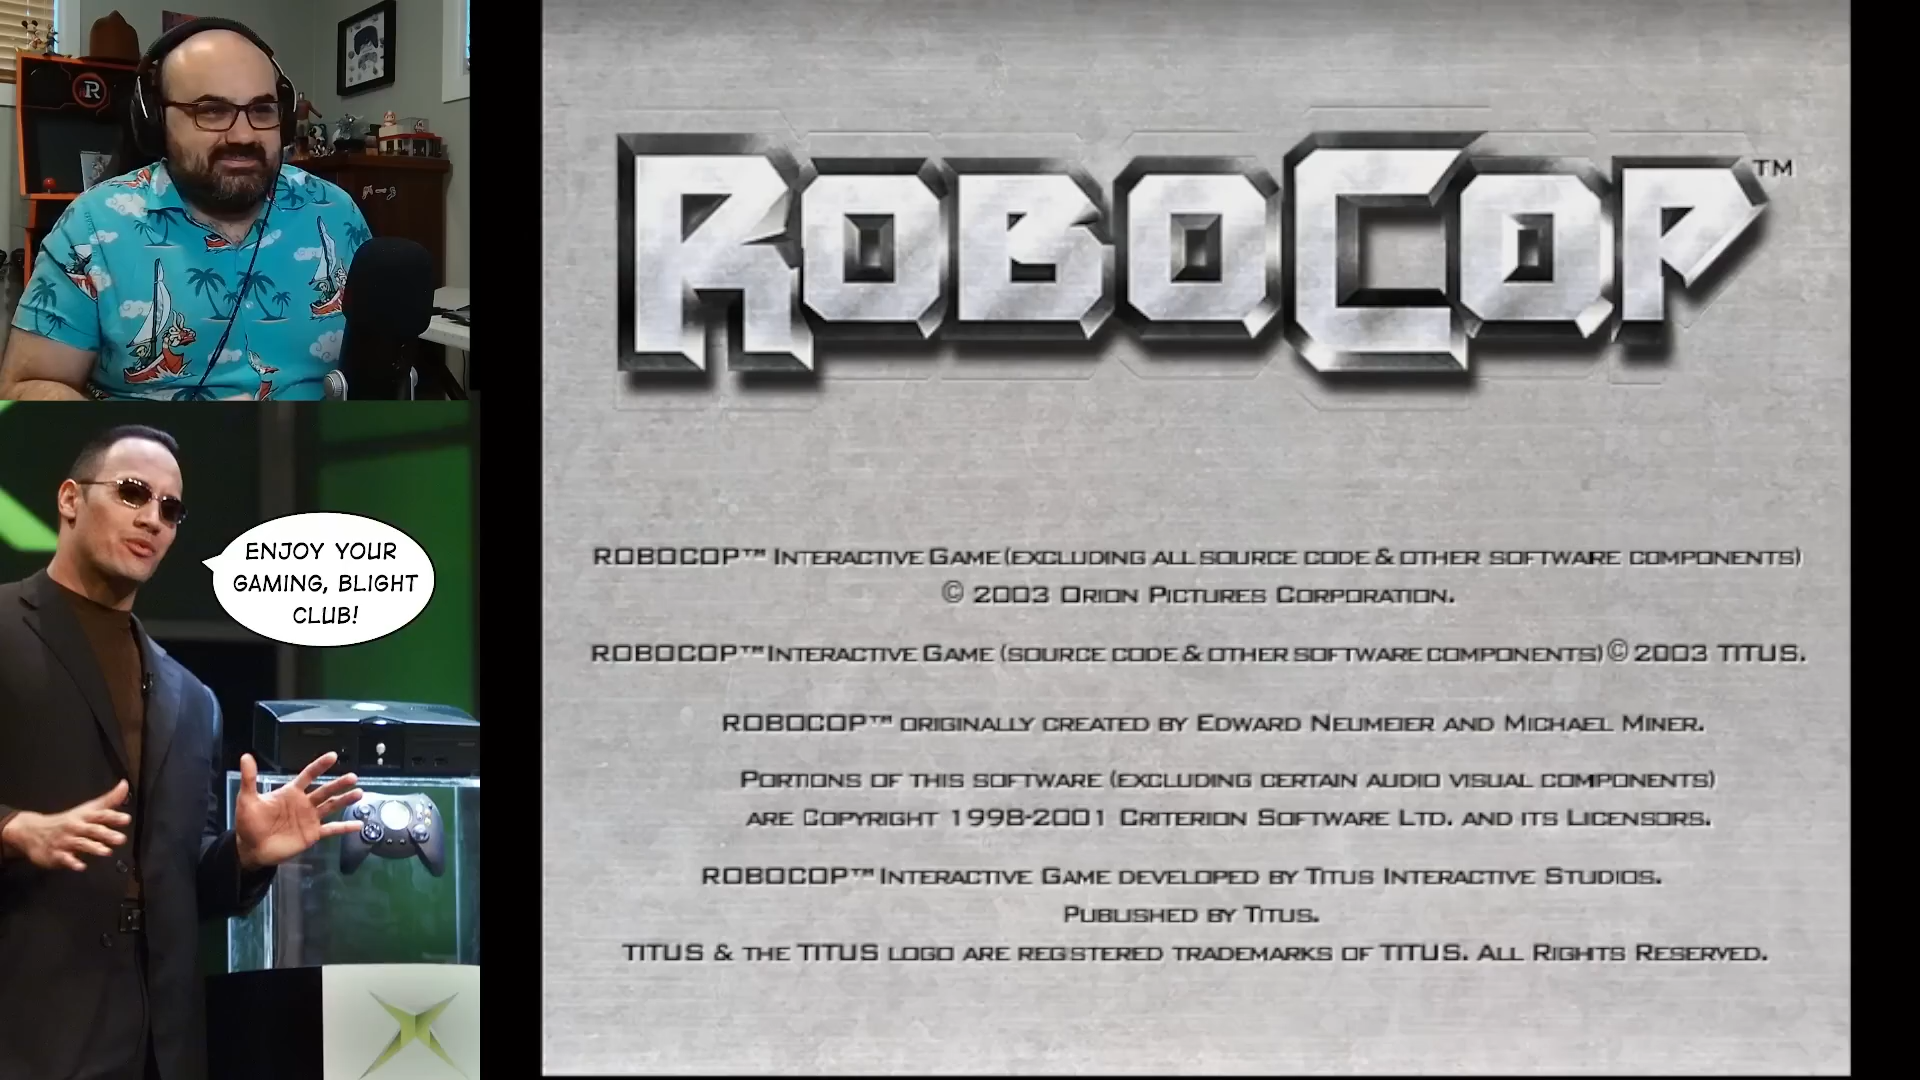 ENJOY YOUR
GAMING, BLIGHT
CLUB!
ROBOCOP™
ROBOCOP™ INTERACTIVE GAME (EXCLUDING ALL SOURCE CODE & OTHER SOFTWARE COMPONENTS)
© 2003 ORION PICTURES CORPORATION.
ROBOCOP™ INTERACTIVE GAME (SOURCE CODE & OTHER SOFTWARE COMPONENTS) © 2003 TITUS.
ROBOCOP™ ORIGINALLY CREATED BY EDWARD NEUMEIER AND MICHAEL MINER.
PORTIONS OF THIS SOFTWARE (EXCLUDING CERTAIN AUDIO VISUAL COMPONENTS)
ARE COPYRIGHT 1998-2001 CRITERION SOFTWARE LTD. AND ITS LICENSORS.
ROBOCOP™ INTERACTIVE GAME DEVELOPED BY TITUS INTERACTIVE STUDIOS.
PUBLISHED BY TITUS.
TITUS & THE TITUS LOGO ARE REGISTERED TRADEMARKS OF TITUS. ALL RIGHTS RESERVED.